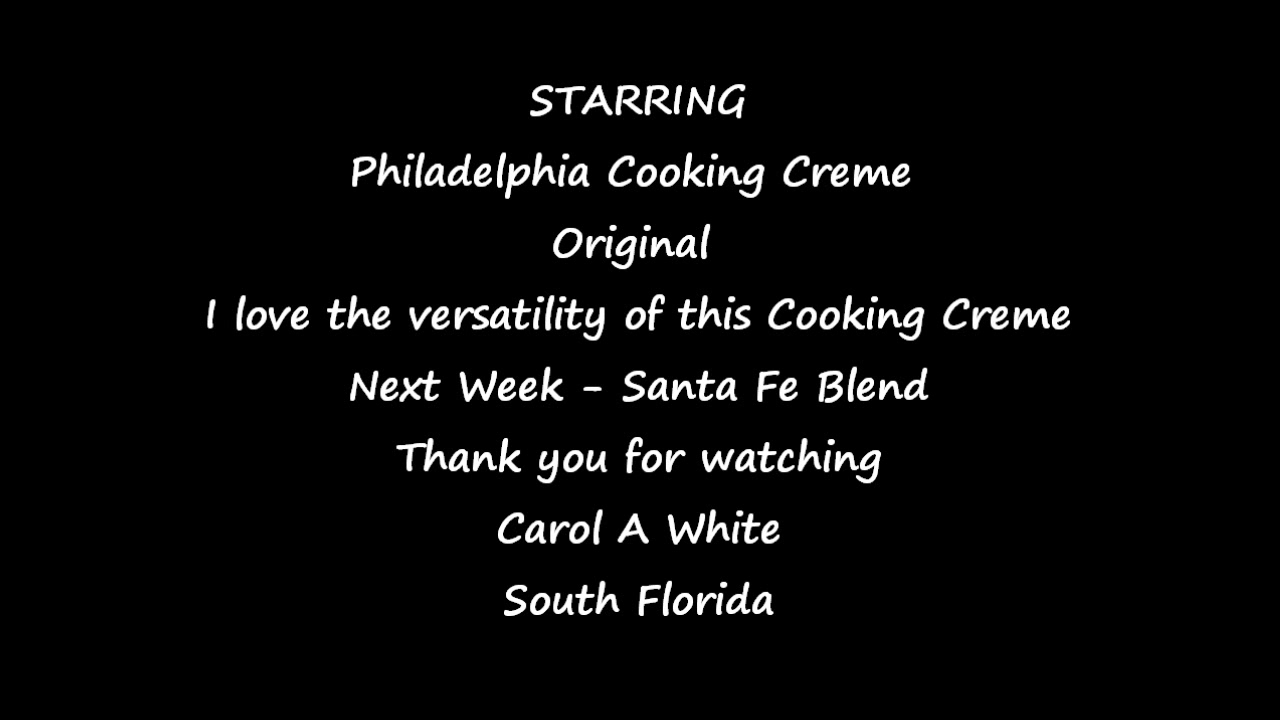 STARRING
Philadelphia Cooking Creme
Original
I love the versatility of this Cooking Creme
Next Week - Santa Fe Blend
Thank you for watching
Carol A White
South Florida